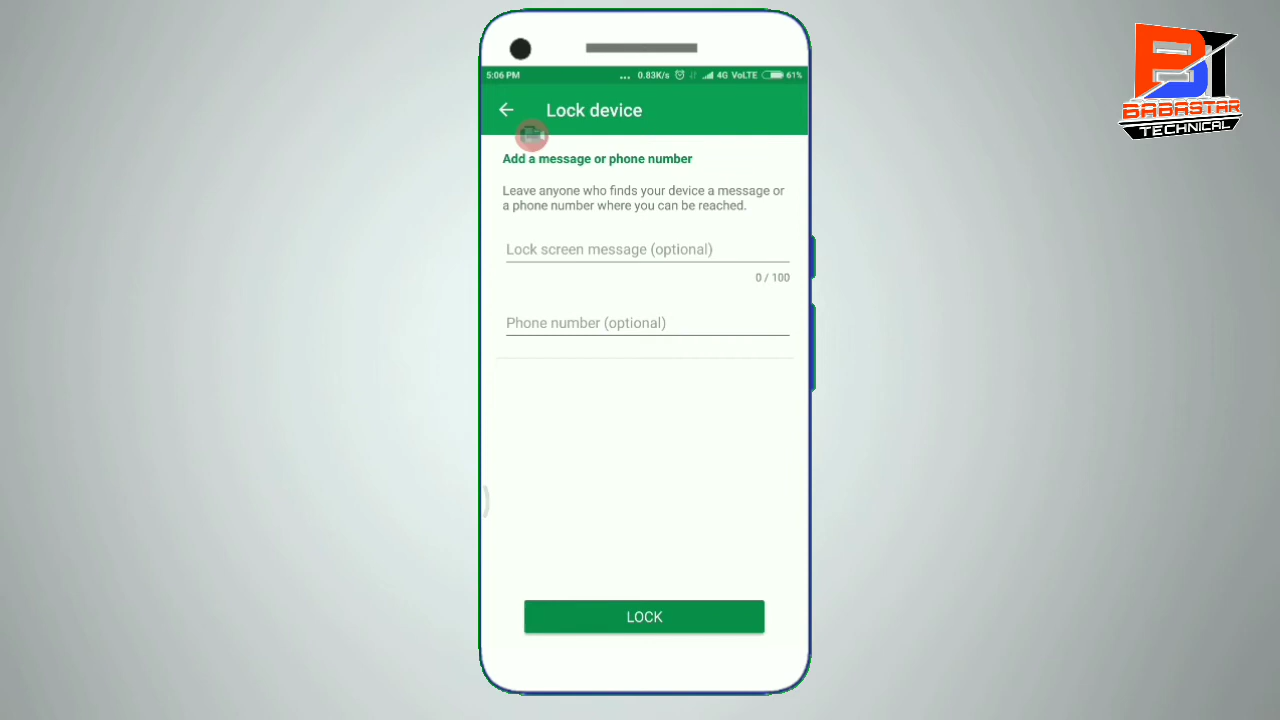 5:06 PM
... 0.83K/s 4G VoLTE 61%
Lock device
Add a message or phone number
Leave anyone who finds your device a message or
a phone number where you can be reached.
Lock screen message (optional)
0 / 100
Phone number (optional)
LOCK
BT
BABASTAR
TECHNICAL